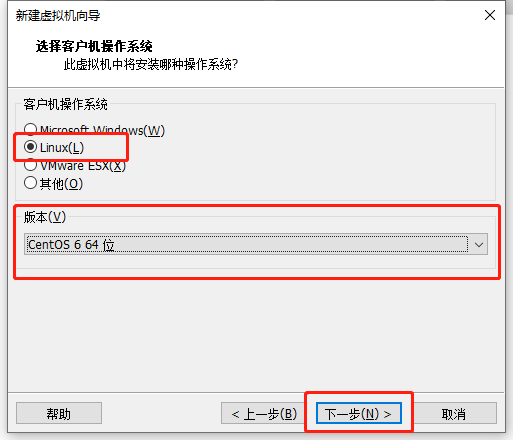 新建虚拟机向导
选择客户机操作系统
此虚拟机中将安装哪种操作系统?
客户机操作系统
Microsoft Windows(W)
Linux(L)
VMware ESX(X)
其他(O)
版本(V)
CentOS 6 64 位
帮助
< 上一步(B)
下一步(N) >
取消